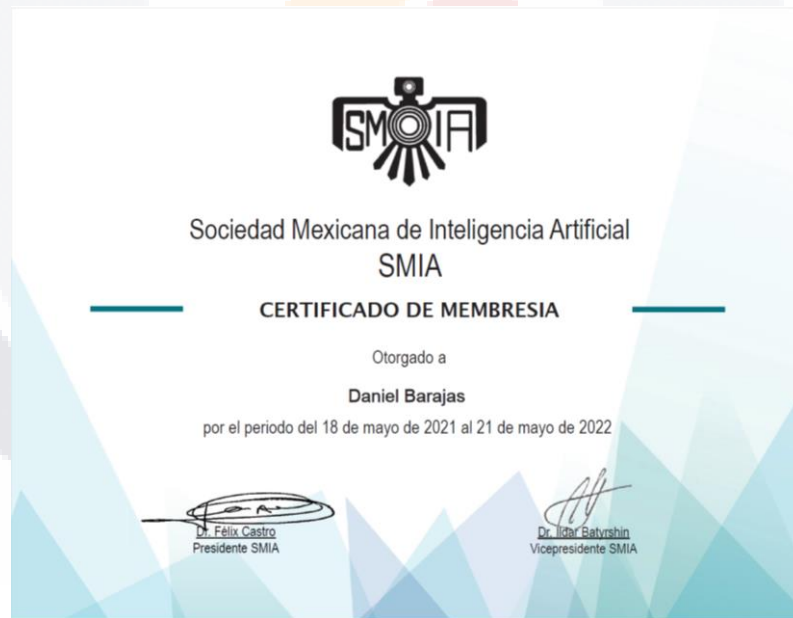 SMIA
Sociedad Mexicana de Inteligencia Artificial
SMIA
CERTIFICADO DE MEMBRESIA
Otorgado a
Daniel Barajas
por el periodo del 18 de mayo de 2021 al 21 de mayo de 2022
Dr. Félix Castro
Presidente SMIA
Dr. Ildar Batyrshin
Vicepresidente SMIA